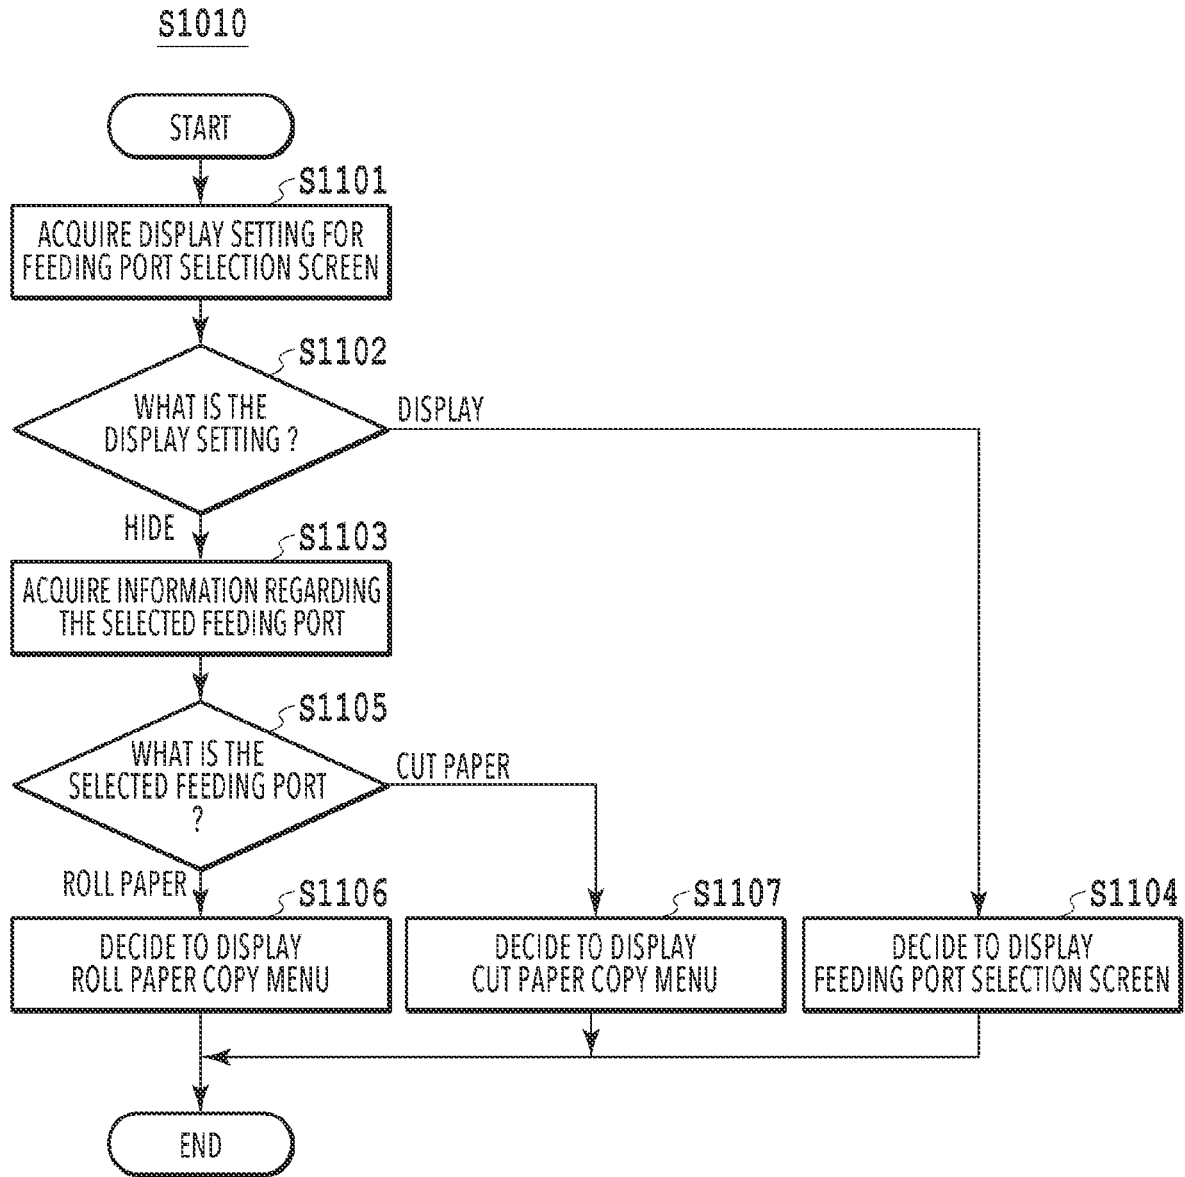 S1010
START
S1101
ACQUIRE DISPLAY SETTING FOR
FEEDING PORT SELECTION SCREEN
S1102
WHAT IS THE
DISPLAY SETTING ?
DISPLAY
HIDE
S1103
ACQUIRE INFORMATION REGARDING
THE SELECTED FEEDING PORT
S1105
WHAT IS THE
SELECTED FEEDING PORT
?
CUT PAPER
ROLL PAPER
S1106
DECIDE TO DISPLAY
ROLL PAPER COPY MENU
S1107
DECIDE TO DISPLAY
CUT PAPER COPY MENU
S1104
DECIDE TO DISPLAY
FEEDING PORT SELECTION SCREEN
END